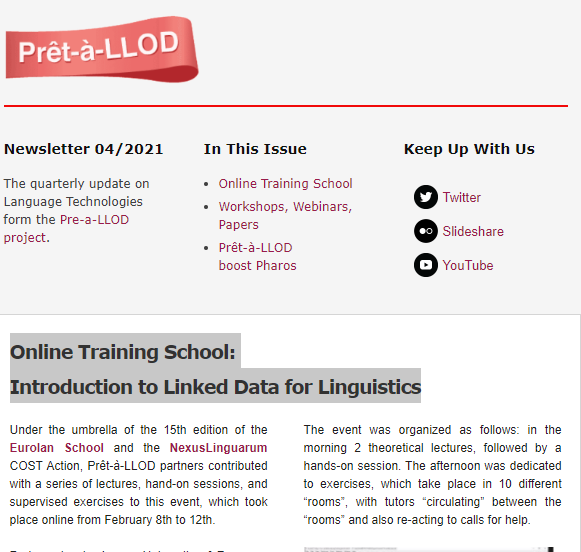 Prêt-à-LLOD
Newsletter 04/2021
The quarterly update on
Language Technologies
form the Pre-a-LLOD
project.
In This Issue
Online Training School
Workshops, Webinars,
Papers
Prêt-à-LLOD
boost Pharos
Keep Up With Us
Twitter
Slideshare
YouTube
Online Training School:
Introduction to Linked Data for Linguistics
Under the umbrella of the 15th edition of the
Eurolan School and the NexusLinguarum
COST Action, Prêt-à-LLOD partners contributed
with a series of lectures, hand-on sessions, and
supervised exercises to this event, which took
place online from February 8th to 12th.
The event was organized as follows: in the
morning 2 theoretical lectures, followed by a
hands-on session. The afternoon was dedicated
to exercises, which take place in 10 different
“rooms”, with tutors “circulating” between the
“rooms” and also re-acting to calls for help.